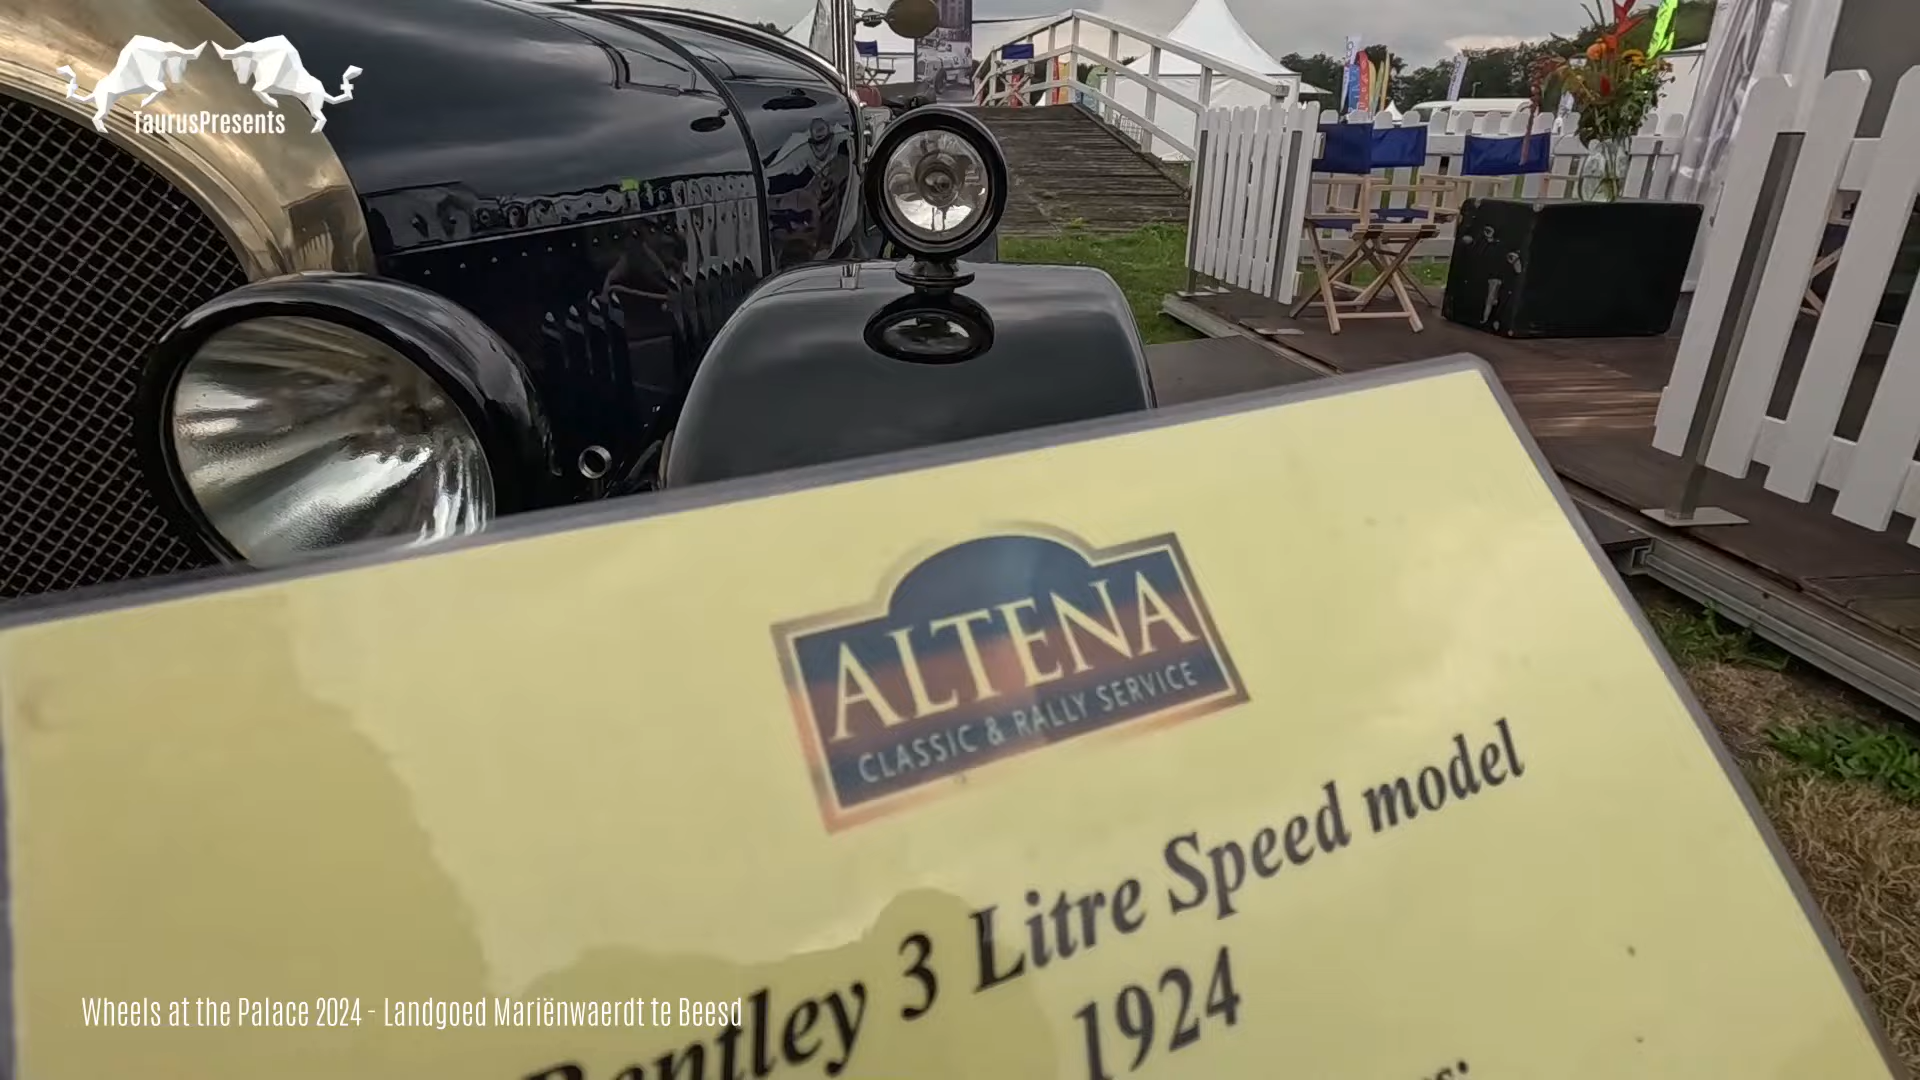 TaurusPresents
ALTENA
CLASSIC & RALLY SERVICE
Bentley 3 Litre Speed model
1924
Wheels at the Palace 2024 - Landgoed Mariënwaerdt te Beesd